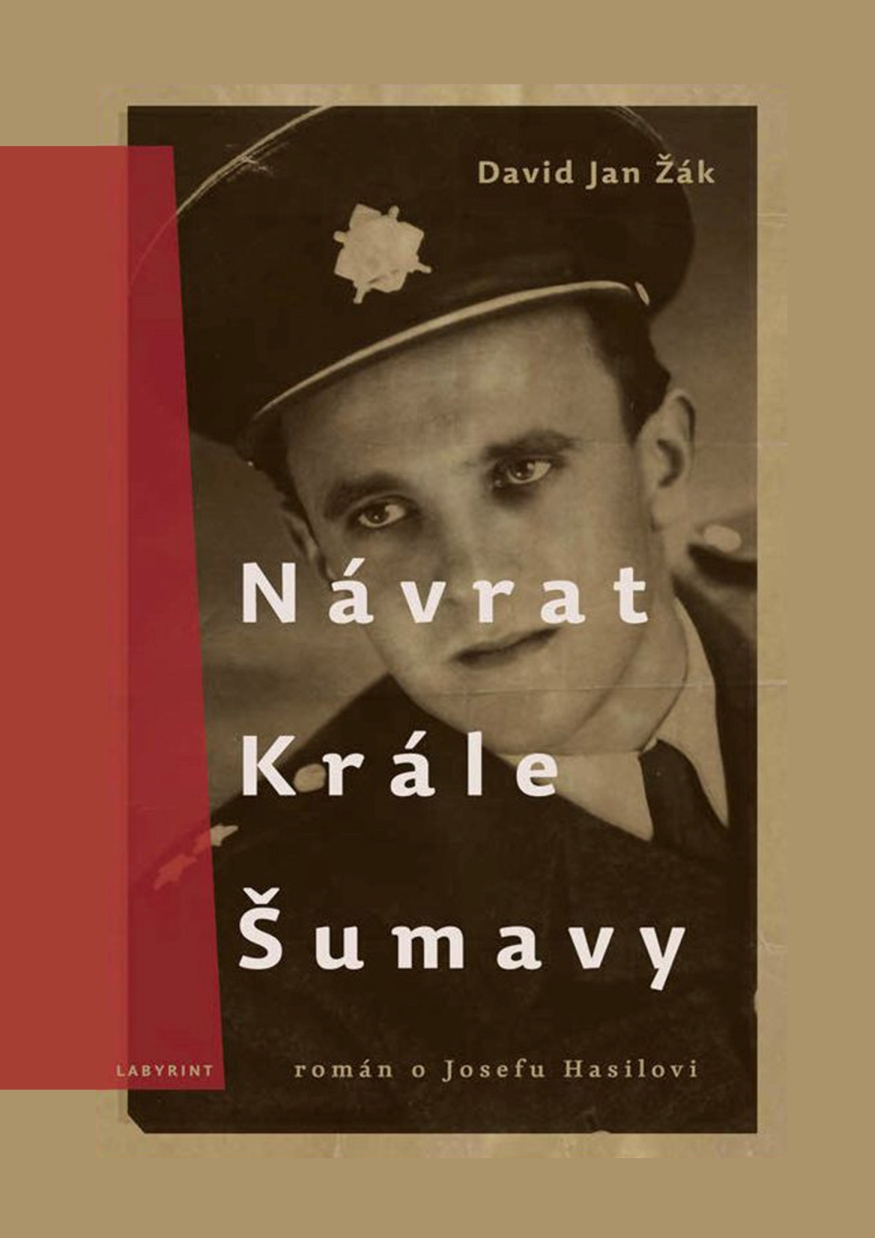 David Jan Žák
Návrat
Krále
Šumavy
LABYRINT
román o Josefu Hasilovi